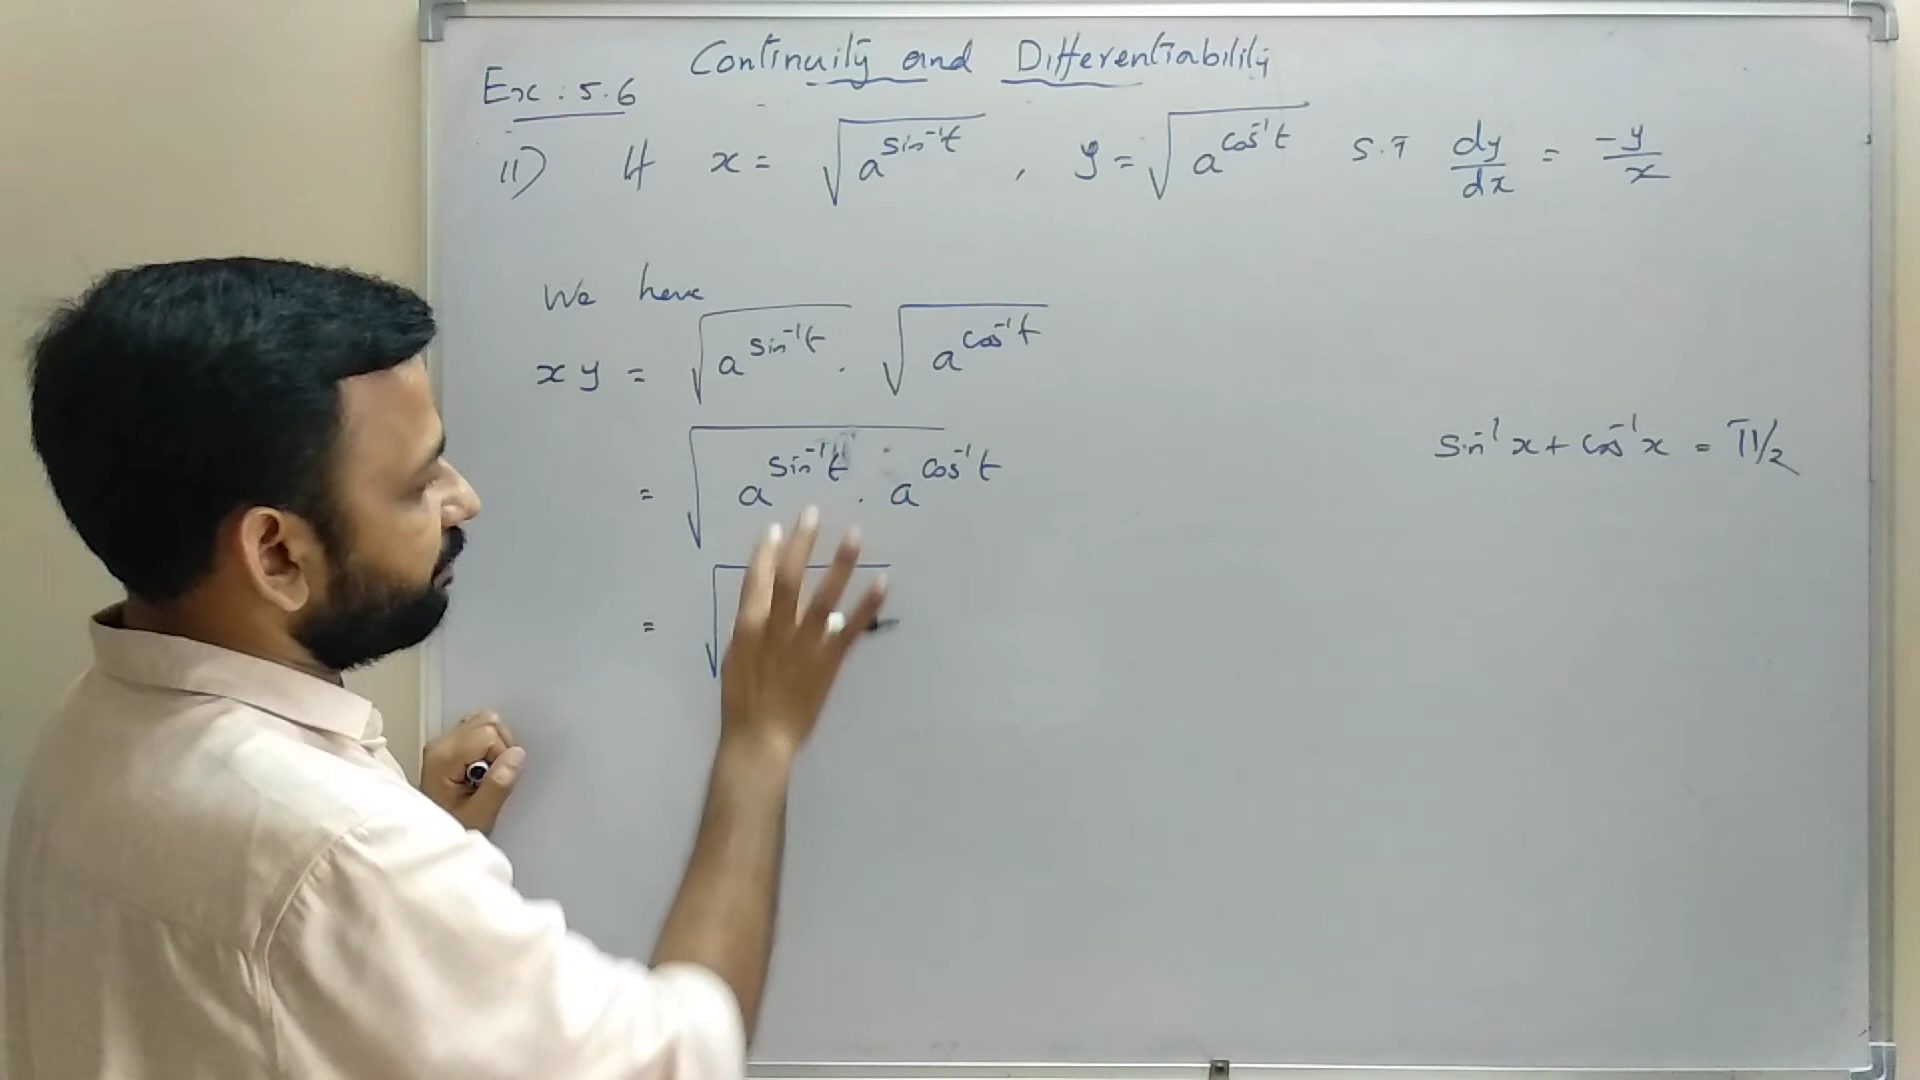 Continuity and Differentiability
Ex : 5.6
11) If x = √(a^(sin⁻¹t)) , y = √(a^(cos⁻¹t)) S.T dy/dx = -y/x
We have
xy = √(a^(sin⁻¹t)) . √(a^(cos⁻¹t))
= √(a^(sin⁻¹t) . a^(cos⁻¹t))
sin⁻¹x + cos⁻¹x = π/2
= √